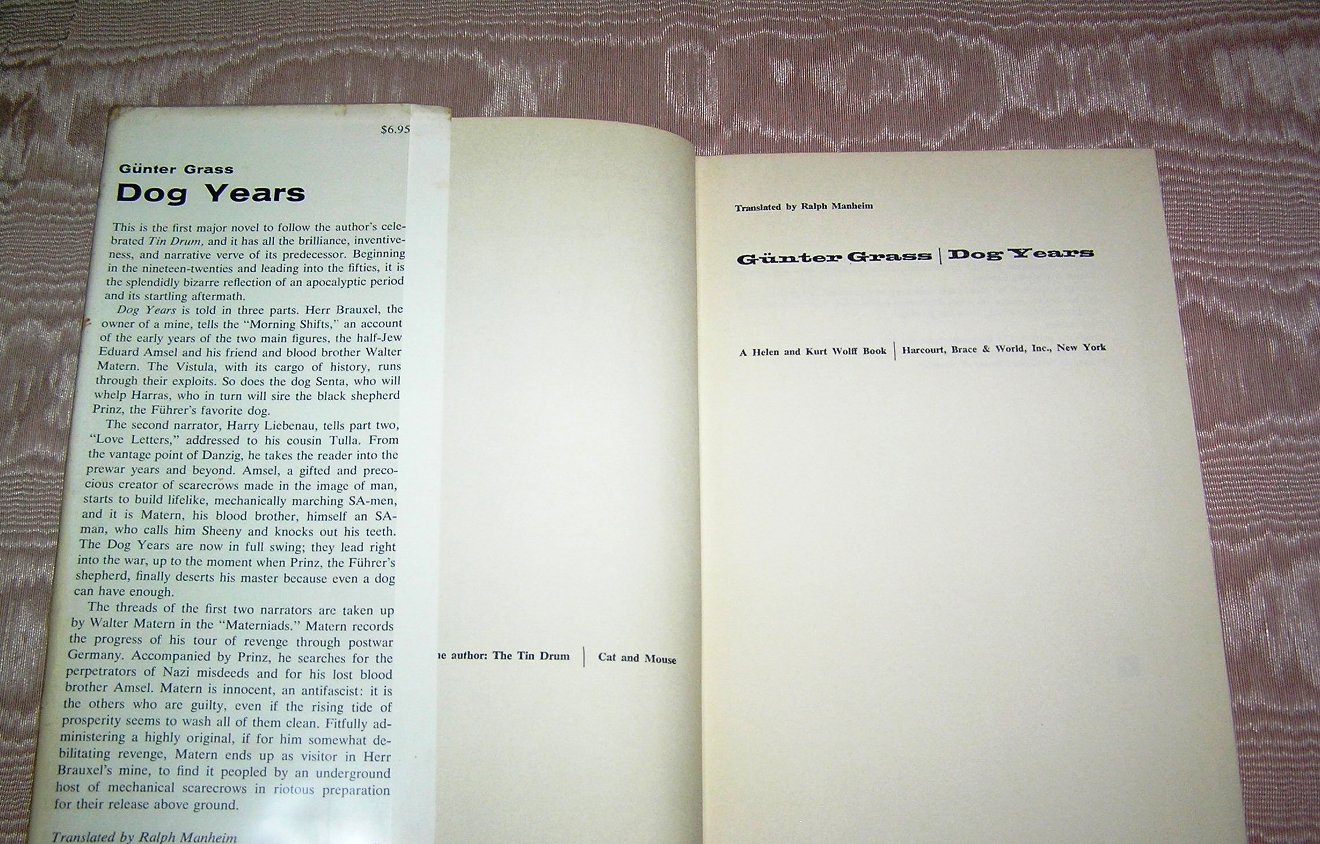 $6.95
Günter Grass
Dog Years
This is the first major novel to follow the author's cele-
brated Tin Drum, and it has all the brilliance, inventive-
ness, and narrative verve of its predecessor. Beginning
in the nineteen-twenties and leading into the fifties, it is
the splendidly bizarre reflection of an apocalyptic period
and its startling aftermath.
Dog Years is told in three parts. Herr Brauxel, the
owner of a mine, tells the “Morning Shifts,” an account
of the early years of the two main figures, the half-Jew
Eduard Amsel and his friend and blood brother Walter
Matern. The Vistula, with its cargo of history, runs
through their exploits. So does the dog Senta, who will
whelp Harras, who in turn will sire the black shepherd
Prinz, the Führer's favorite dog.
The second narrator, Harry Liebenau, tells part two,
“Love Letters,” addressed to his cousin Tulla. From
the vantage point of Danzig, he takes the reader into the
prewar years and beyond. Amsel, a gifted and preco-
cious creator of scarecrows made in the image of man,
starts to build lifelike, mechanically marching SA-men,
and it is Matern, his blood brother, himself an SA-
man, who calls him Sheeny and knocks out his teeth.
The Dog Years are now in full swing; they lead right
into the war, up to the moment when Prinz, the Führer's
shepherd, finally deserts his master because even a dog
can have enough.
The threads of the first two narrators are taken up
by Walter Matern in the “Materniads.” Matern records
the progress of his tour of revenge through postwar
Germany. Accompanied by Prinz, he searches for the
perpetrators of Nazi misdeeds and for his lost blood
brother Amsel. Matern is innocent, an antifascist: it is
the others who are guilty, even if the rising tide of
prosperity seems to wash all of them clean. Fitfully ad-
ministering a highly original, if for him somewhat de-
bilitating revenge, Matern ends up as visitor in Herr
Brauxel's mine, to find it peopled by an underground
host of mechanical scarecrows in riotous preparation
for their release above ground.
Translated by Ralph Manheim
author: The Tin Drum | Cat and Mouse
Translated by Ralph Manheim
Günter Grass | Dog Years
A Helen and Kurt Wolff Book | Harcourt, Brace & World, Inc., New York